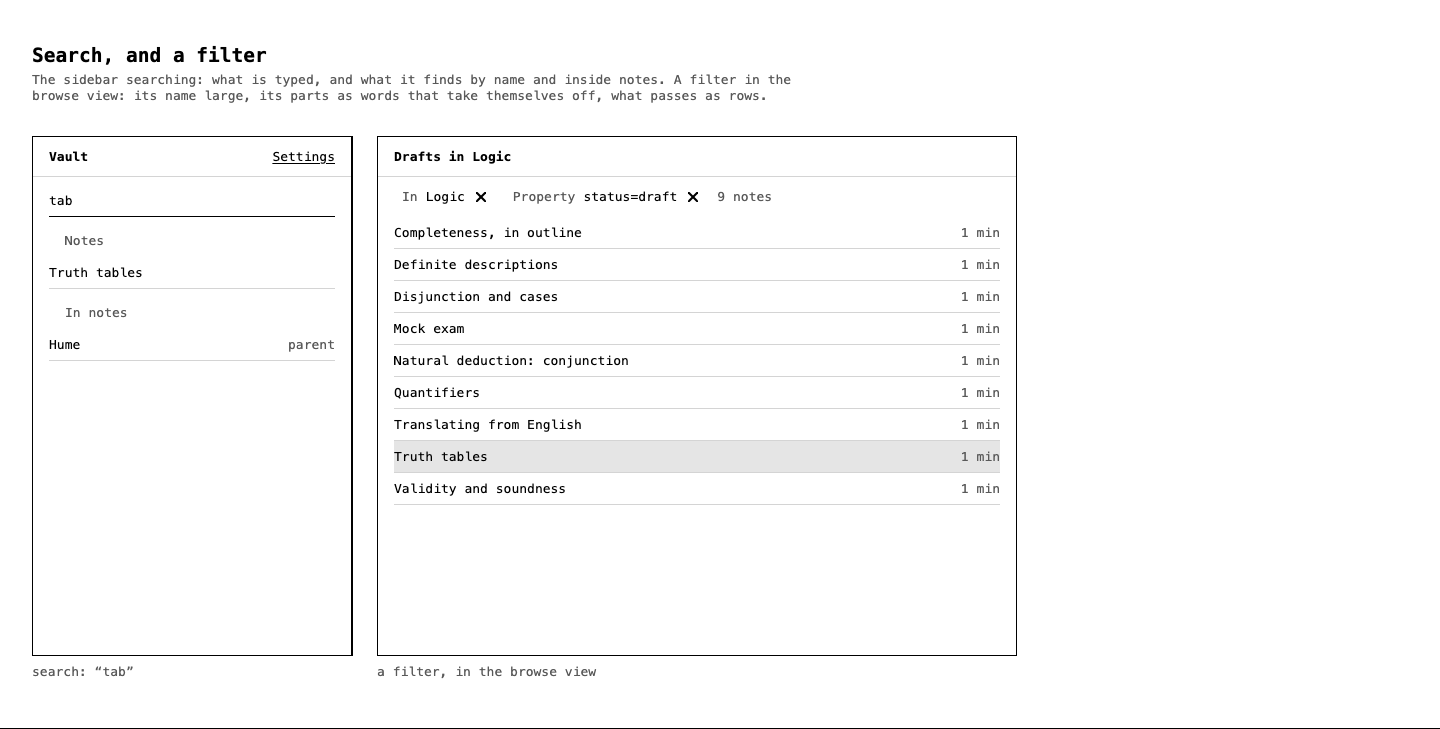 Search, and a filter
The sidebar searching: what is typed, and what it finds by name and inside notes. A filter in the
browse view: its name large, its parts as words that take themselves off, what passes as rows.
Vault Settings
tab
Notes
Truth tables
In notes
Hume parent
search: “tab”
Drafts in Logic
In Logic ✕ Property status=draft ✕ 9 notes
Completeness, in outline 1 min
Definite descriptions 1 min
Disjunction and cases 1 min
Mock exam 1 min
Natural deduction: conjunction 1 min
Quantifiers 1 min
Translating from English 1 min
Truth tables 1 min
Validity and soundness 1 min
a filter, in the browse view